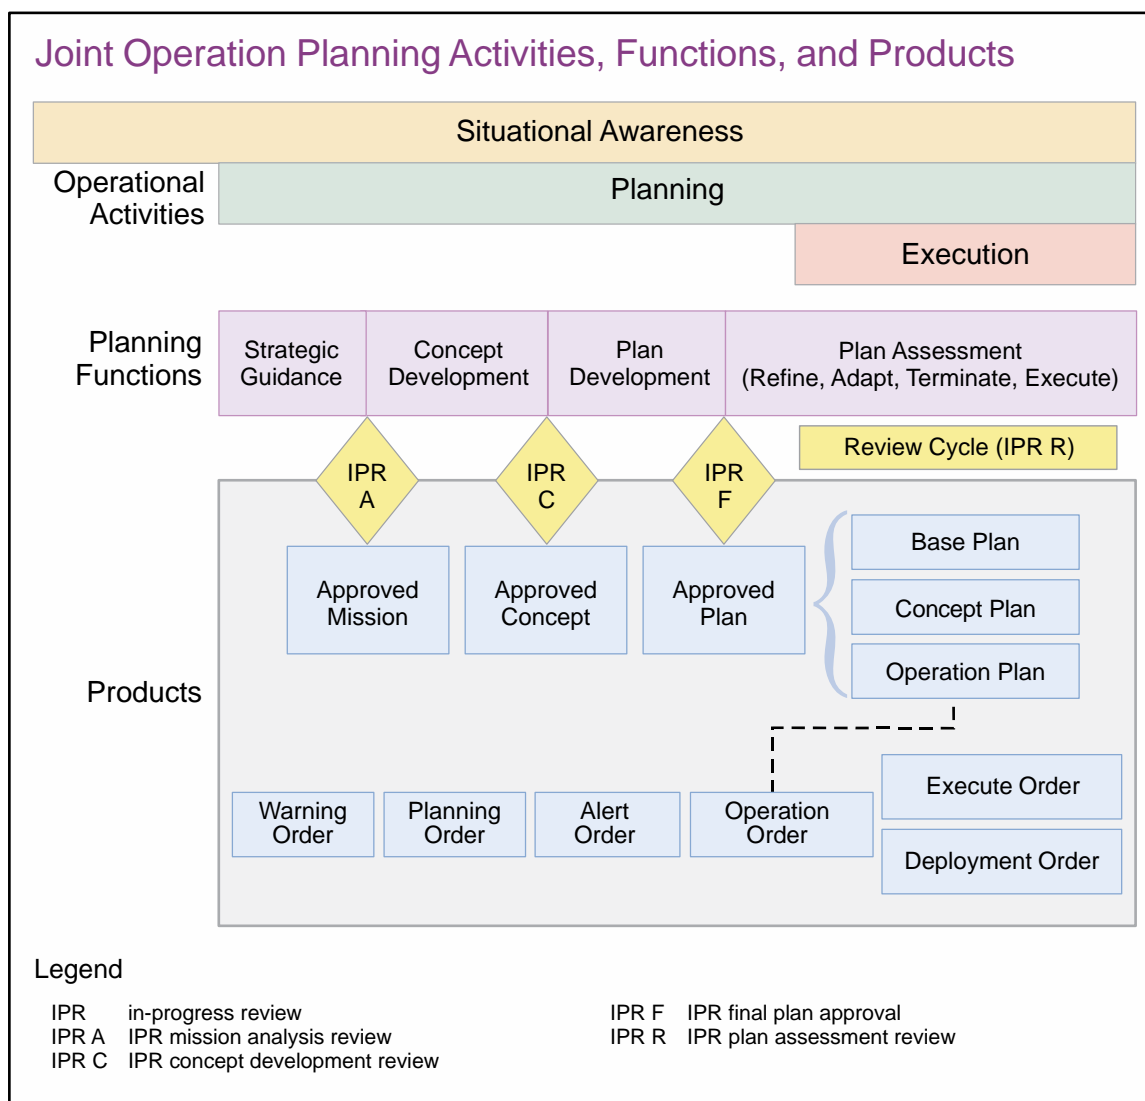 Joint Operation Planning Activities, Functions, and Products
Situational Awareness
Operational
Activities
Planning
Execution
Planning
Functions
Strategic
Guidance
Concept
Development
Plan
Development
Plan Assessment
(Refine, Adapt, Terminate, Execute)
IPR
A
IPR
C
IPR
F
Review Cycle (IPR R)
Products
Approved
Mission
Approved
Concept
Approved
Plan
Base Plan
Concept Plan
Operation Plan
Warning
Order
Planning
Order
Alert
Order
Operation
Order
Execute Order
Deployment Order
Legend
IPR in-progress review
IPR A IPR mission analysis review
IPR C IPR concept development review
IPR F IPR final plan approval
IPR R IPR plan assessment review